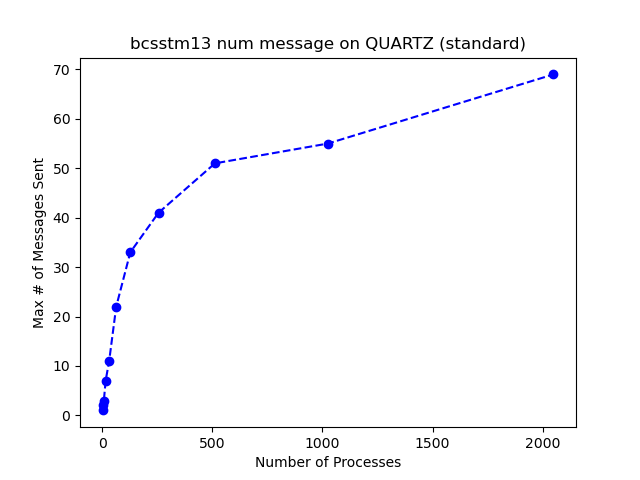 bcsstm13 num message on QUARTZ (standard)
70
60
50
40
30
20
10
0
Max # of Messages Sent
0 500 1000 1500 2000
Number of Processes